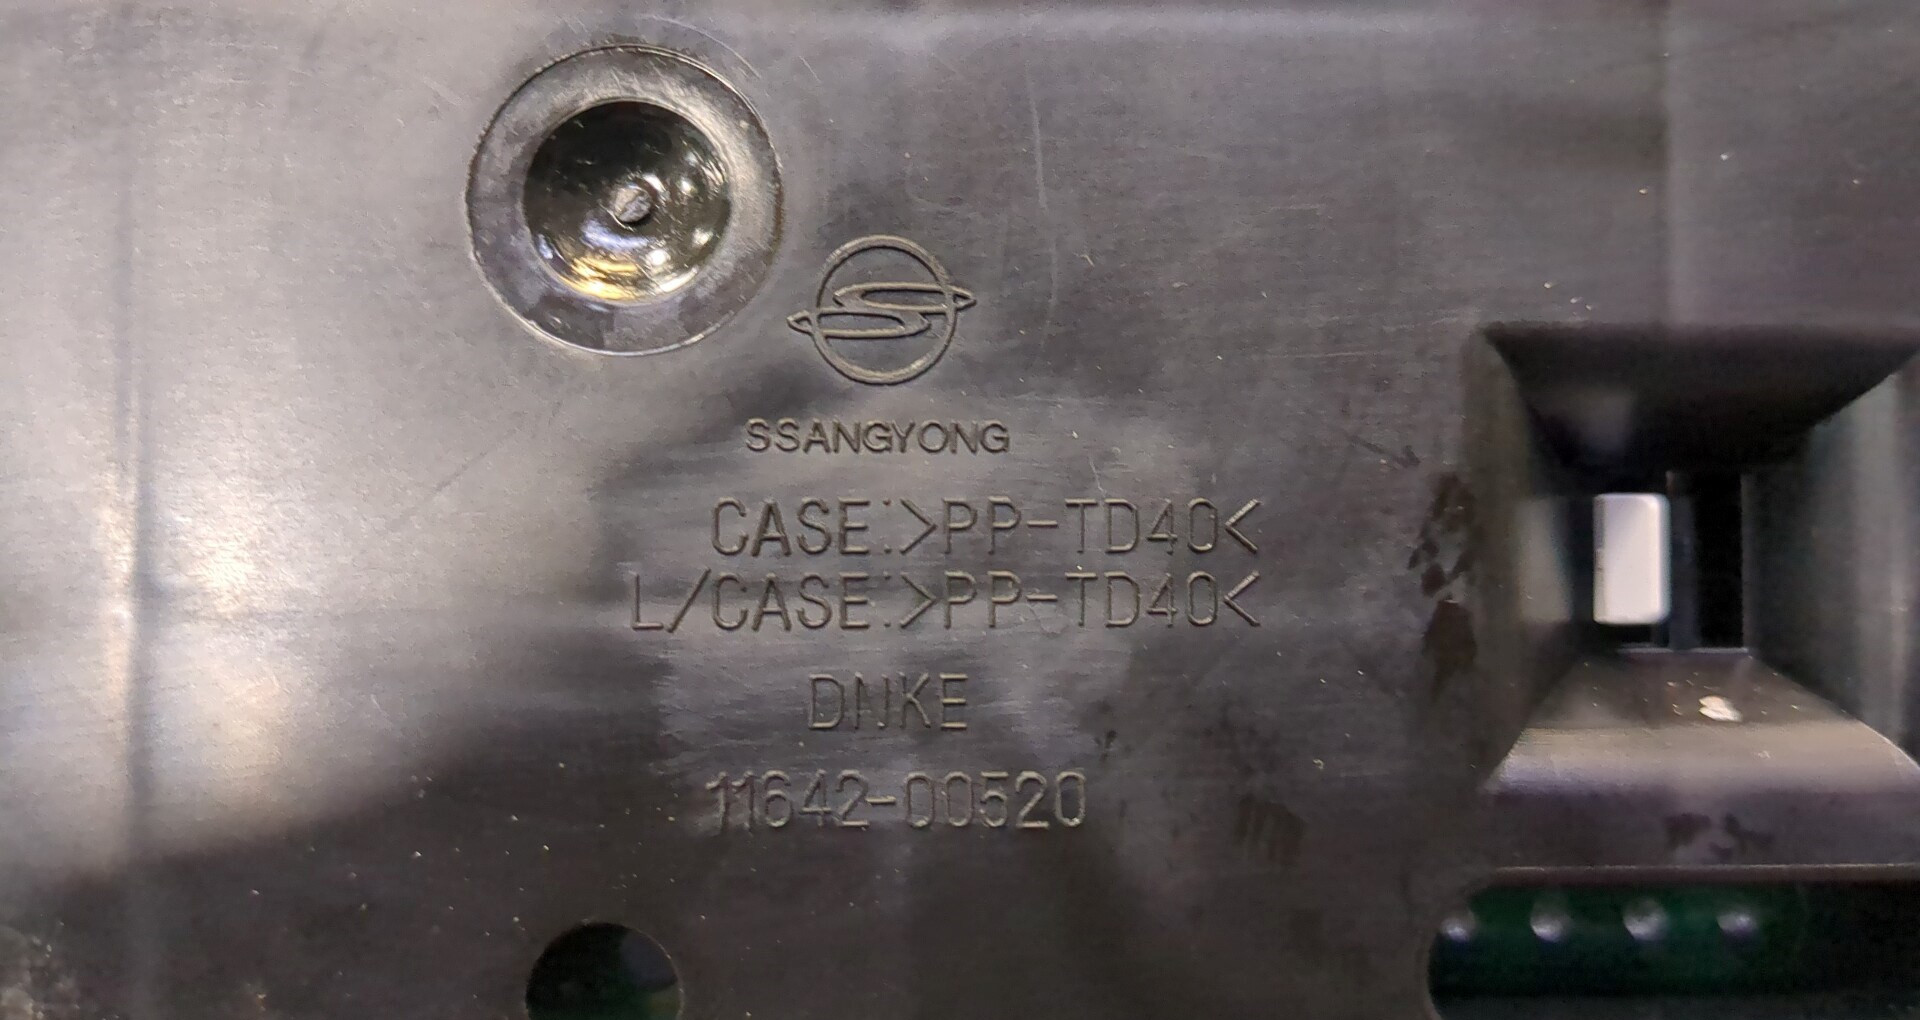 SSANGYONG
CASE:>PP-TD40<
L/CASE:>PP-TD40<
DNKE
11642-00520